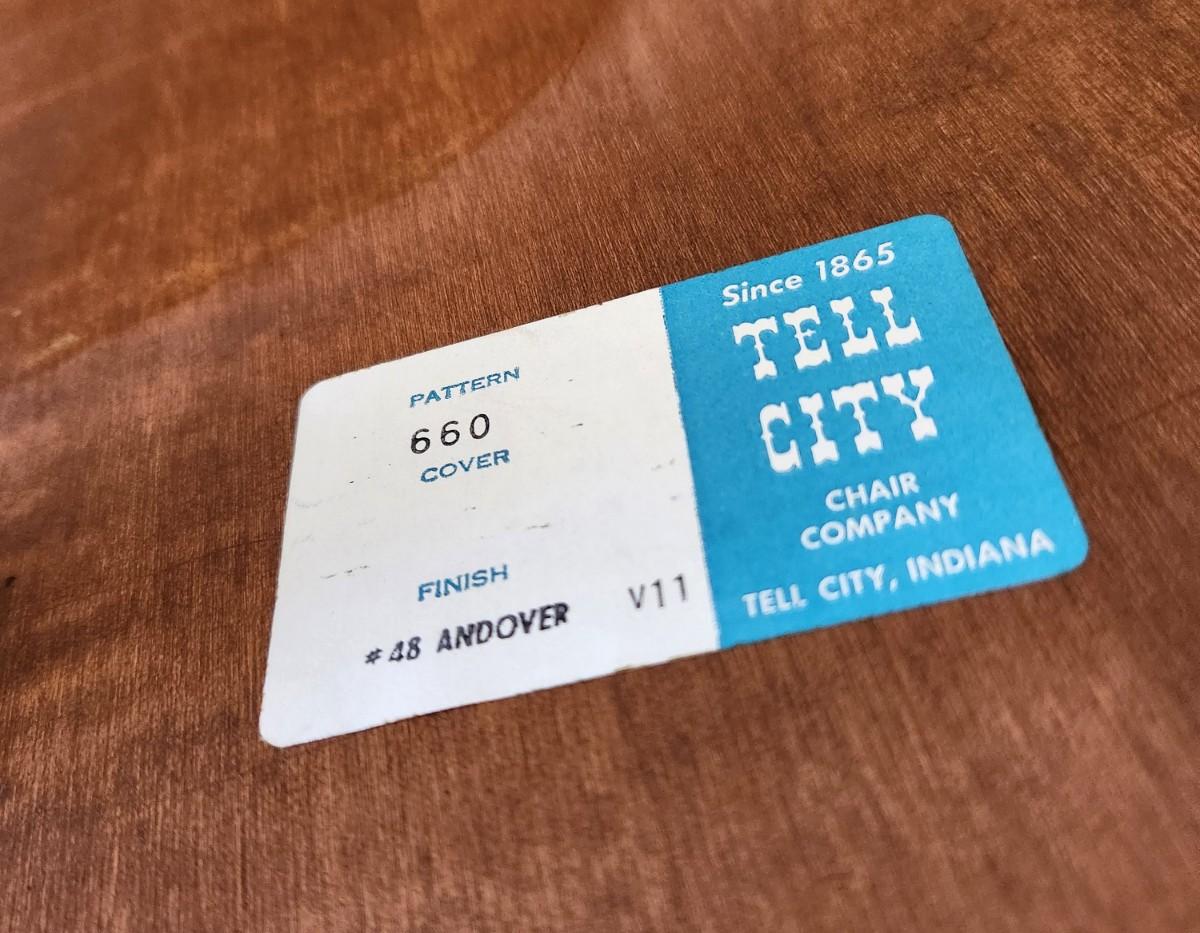 PATTERN
660
COVER
FINISH
#48 ANDOVER
V11
Since 1865
TELL
CITY
CHAIR
COMPANY
TELL CITY, INDIANA